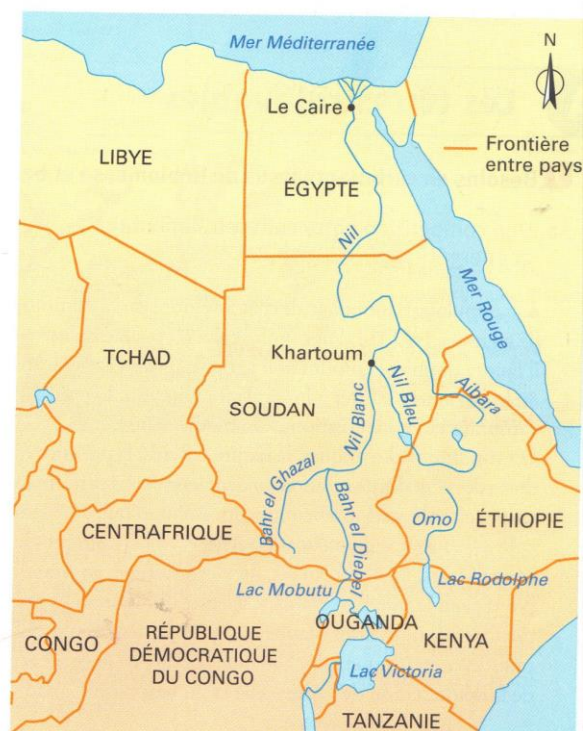 Mer Méditerranée
N
Le Caire
Frontière
entre pays
LIBYE
ÉGYPTE
Nil
Mer Rouge
TCHAD
Khartoum
Nil Bleu
Aibara
SOUDAN
Nil Blanc
Bahr el Ghazal
Bahr el Djebel
CENTRAFRIQUE
Omo
ÉTHIOPIE
Lac Mobutu
Lac Rodolphe
OUGANDA
CONGO
RÉPUBLIQUE
DÉMOCRATIQUE
DU CONGO
KENYA
Lac Victoria
TANZANIE